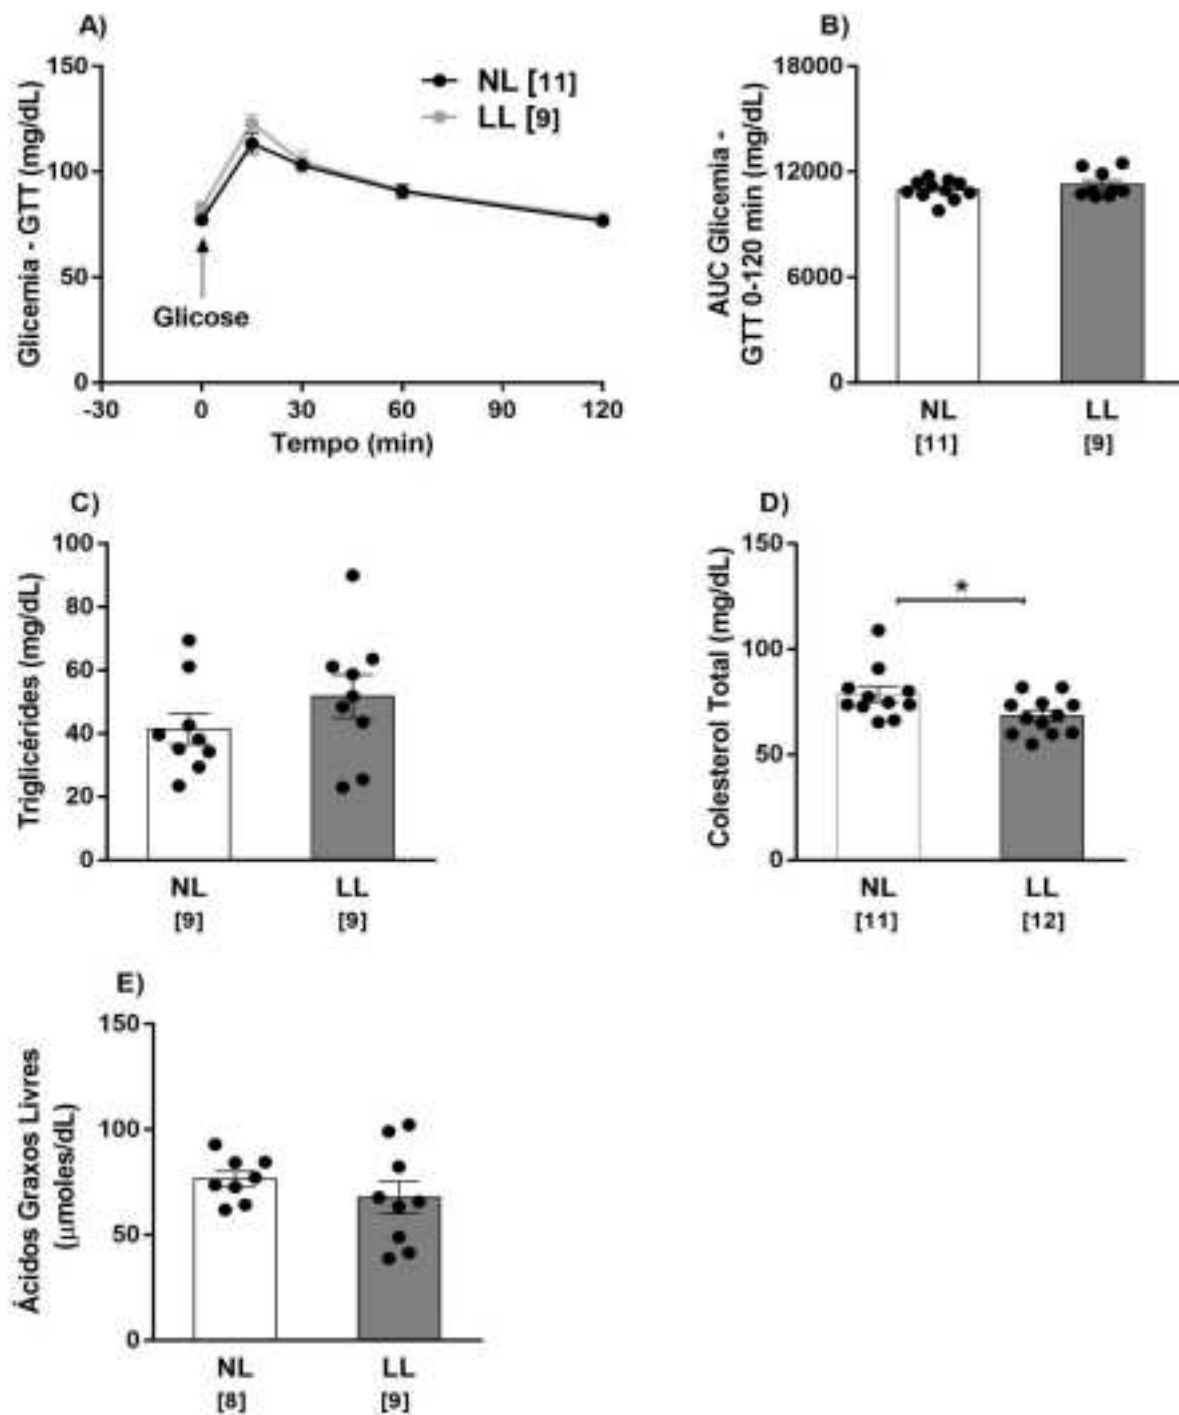 A)
Glicemia - GTT (mg/dL)
150
100
50
0
-30 0 30 60 90 120
Tempo (min)
NL [11]
LL [9]
Glicose
B)
AUC Glicemia -
GTT 0-120 min (mg/dL)
18000
12000
6000
0
NL LL
[11] [9]
C)
Triglicérides (mg/dL)
100
80
60
40
20
0
NL LL
[9] [9]
D)
Colesterol Total (mg/dL)
150
100
50
0
*
NL LL
[11] [12]
E)
Ácidos Graxos Livres
(µmoles/dL)
150
100
50
0
NL LL
[8] [9]